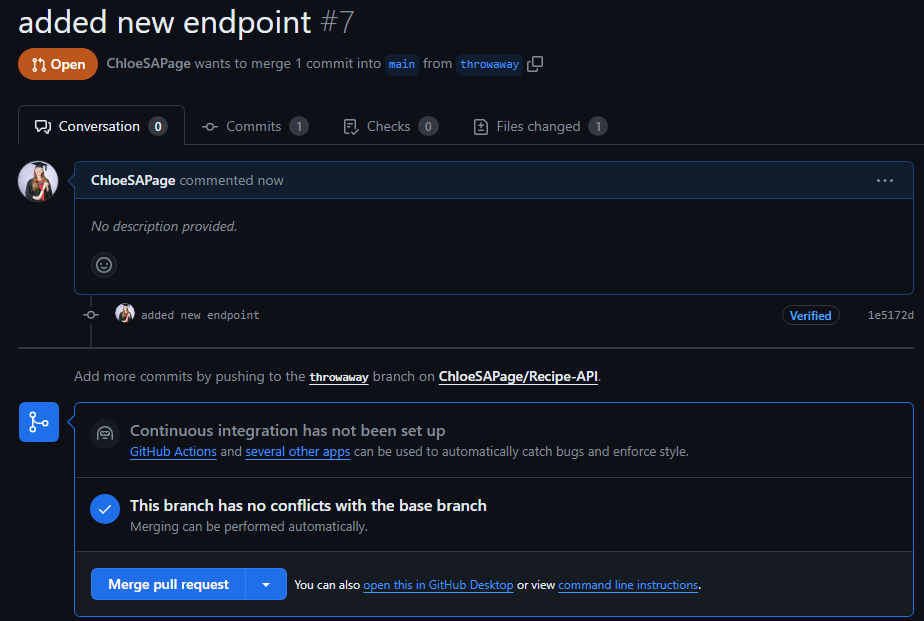 added new endpoint #7
Open ChloeSAPage wants to merge 1 commit into main from throwaway
Conversation 0 Commits 1 Checks 0 Files changed 1
ChloeSAPage commented now
No description provided.
added new endpoint Verified 1e5172d
Add more commits by pushing to the throwaway branch on ChloeSAPage/Recipe-API.
Continuous integration has not been set up
GitHub Actions and several other apps can be used to automatically catch bugs and enforce style.
This branch has no conflicts with the base branch
Merging can be performed automatically.
Merge pull request You can also open this in GitHub Desktop or view command line instructions.